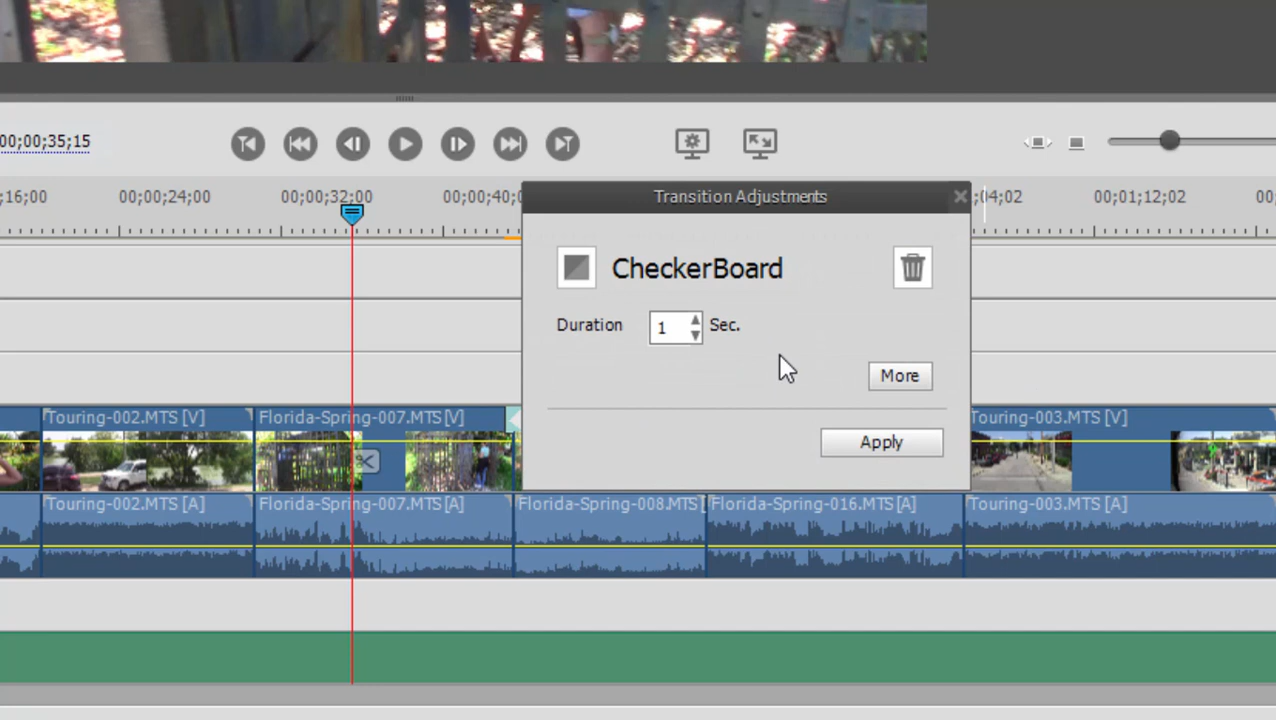 00;00;35;15
;16;00 00;00;24;00 00;00;32;00 00;00;40;0 ;04;02 00;01;12;02 00;
Transition Adjustments
CheckerBoard
Duration 1 Sec.
More
Apply
Touring-002.MTS [V] Florida-Spring-007.MTS [V] Touring-003.MTS [V]
Touring-002.MTS [A] Florida-Spring-007.MTS [A] Florida-Spring-008.MTS [ Florida-Spring-016.MTS [A] Touring-003.MTS [A]